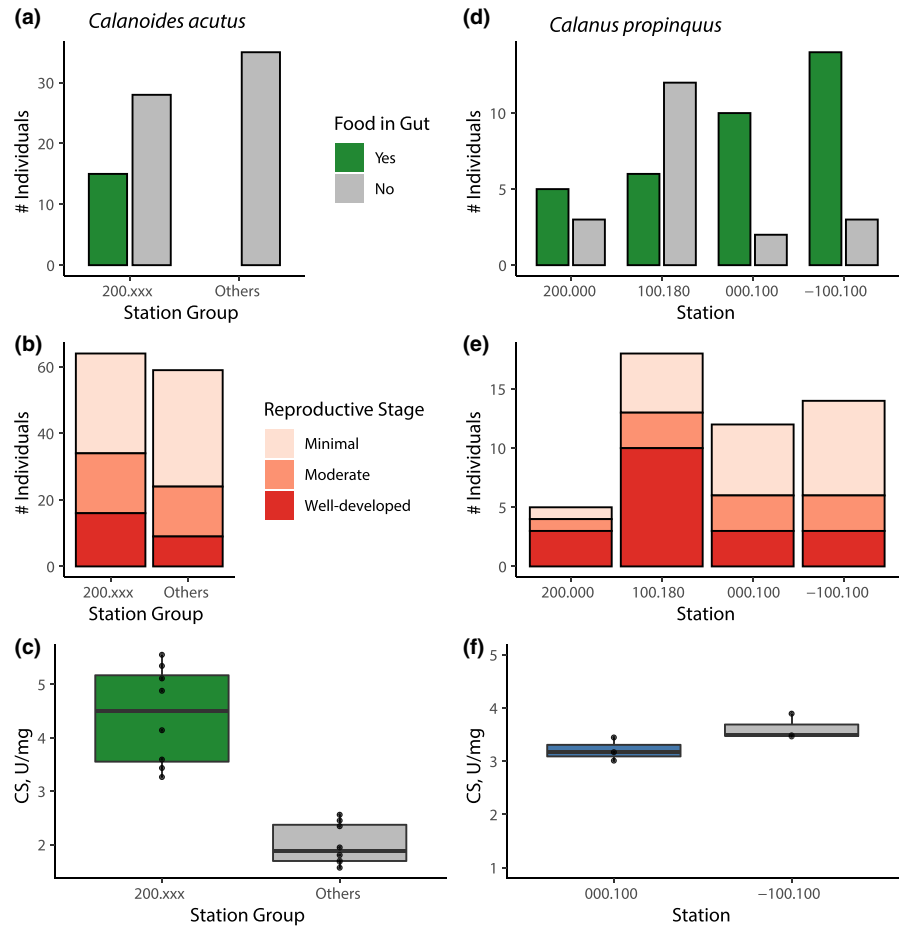 (a)
Calanoides acutus
# Individuals
30
20
10
0
200.xxx
Others
Station Group
Food in Gut
Yes
No
(d)
Calanus propinquus
# Individuals
10
5
0
200.000
100.180
000.100
−100.100
Station
(b)
# Individuals
60
40
20
0
200.xxx
Others
Station Group
Reproductive Stage
Minimal
Moderate
Well-developed
(e)
# Individuals
15
10
5
0
200.000
100.180
000.100
−100.100
Station
(c)
CS, U/mg
5
4
3
2
200.xxx
Others
Station Group
(f)
CS, U/mg
5
4
3
2
1
000.100
−100.100
Station